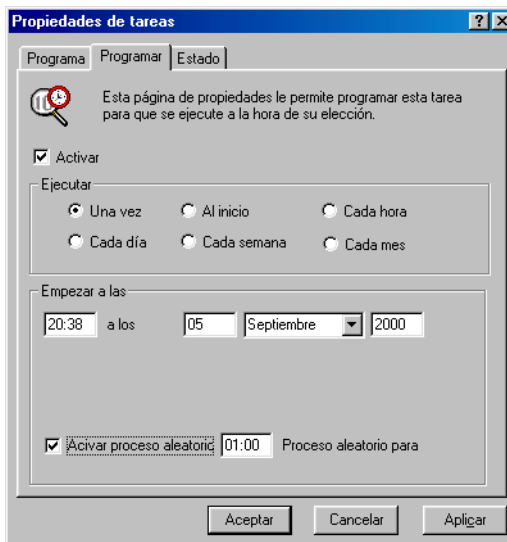 Propiedades de tareas
Programa Programar Estado
Esta página de propiedades le permite programar esta tarea
para que se ejecute a la hora de su elección.
Activar
Ejecutar
Una vez Al inicio Cada hora
Cada día Cada semana Cada mes
Empezar a las
20:38 a los 05 Septiembre 2000
Acivar proceso aleatoric 01:00 Proceso aleatorio para
Aceptar Cancelar Aplicar